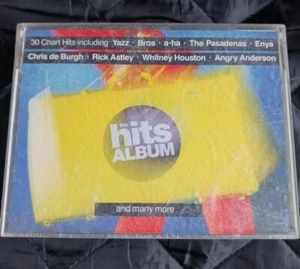 30 Chart Hits including Yazz · Bros · a-ha · The Pasadenas · Enya
Chris de Burgh · Rick Astley · Whitney Houston · Angry Anderson
hits
ALBUM
and many more